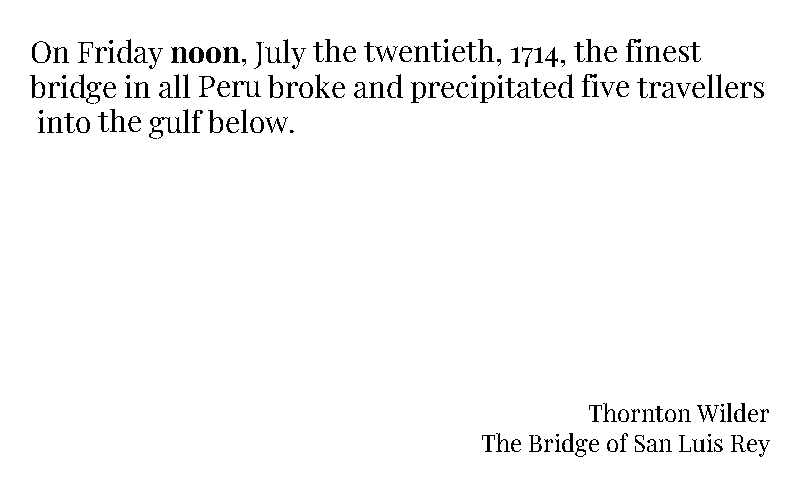 On Friday noon, July the twentieth, 1714, the finest
bridge in all Peru broke and precipitated five travellers
into the gulf below.
Thornton Wilder
The Bridge of San Luis Rey